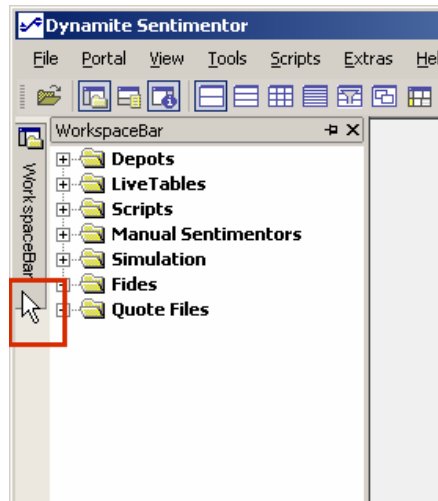 Dynamite Sentimentor
File Portal View Tools Scripts Extras Hel
WorkspaceBar
WorkspaceBar
Depots
LiveTables
Scripts
Manual Sentimentors
Simulation
Fides
Quote Files